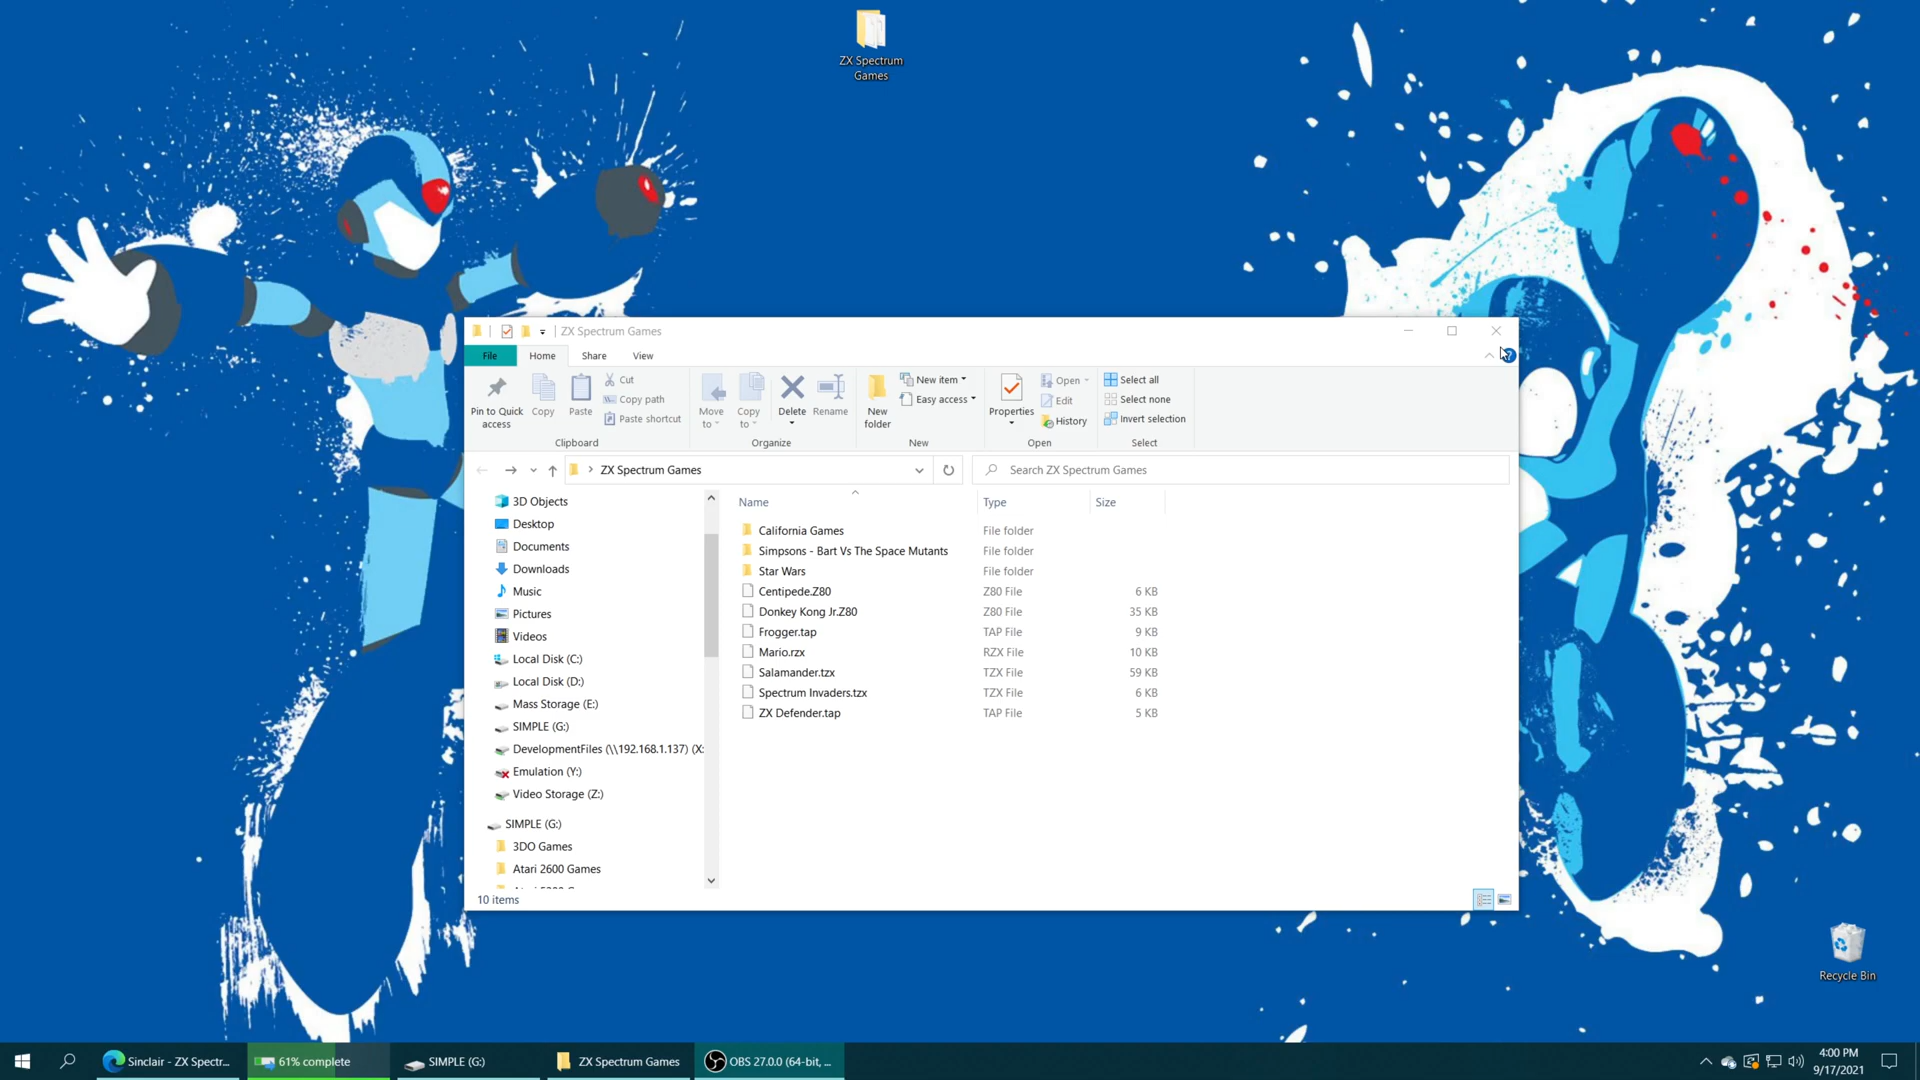 ZX Spectrum
Games
ZX Spectrum Games
File
Home
Share
View
Pin to Quick
access
Copy
Paste
Cut
Copy path
Paste shortcut
Clipboard
Move
to
Copy
to
Delete
Rename
Organize
New
folder
New item
Easy access
New
Properties
Open
Edit
History
Open
Select all
Select none
Invert selection
Select
ZX Spectrum Games
Search ZX Spectrum Games
3D Objects
Desktop
Documents
Downloads
Music
Pictures
Videos
Local Disk (C:)
Local Disk (D:)
Mass Storage (E:)
SIMPLE (G:)
DevelopmentFiles (\\192.168.1.137) (X:
Emulation (Y:)
Video Storage (Z:)
SIMPLE (G:)
3DO Games
Atari 2600 Games
Name Type Size
California Games File folder
Simpsons - Bart Vs The Space Mutants File folder
Star Wars File folder
Centipede.Z80 Z80 File 6 KB
Donkey Kong Jr.Z80 Z80 File 35 KB
Frogger.tap TAP File 9 KB
Mario.rzx RZX File 10 KB
Salamander.tzx TZX File 59 KB
Spectrum Invaders.tzx TZX File 6 KB
ZX Defender.tap TAP File 5 KB
10 items
Recycle Bin
Sinclair - ZX Spectr...
61% complete
SIMPLE (G:)
ZX Spectrum Games
OBS 27.0.0 (64-bit, ...
4:00 PM
9/17/2021